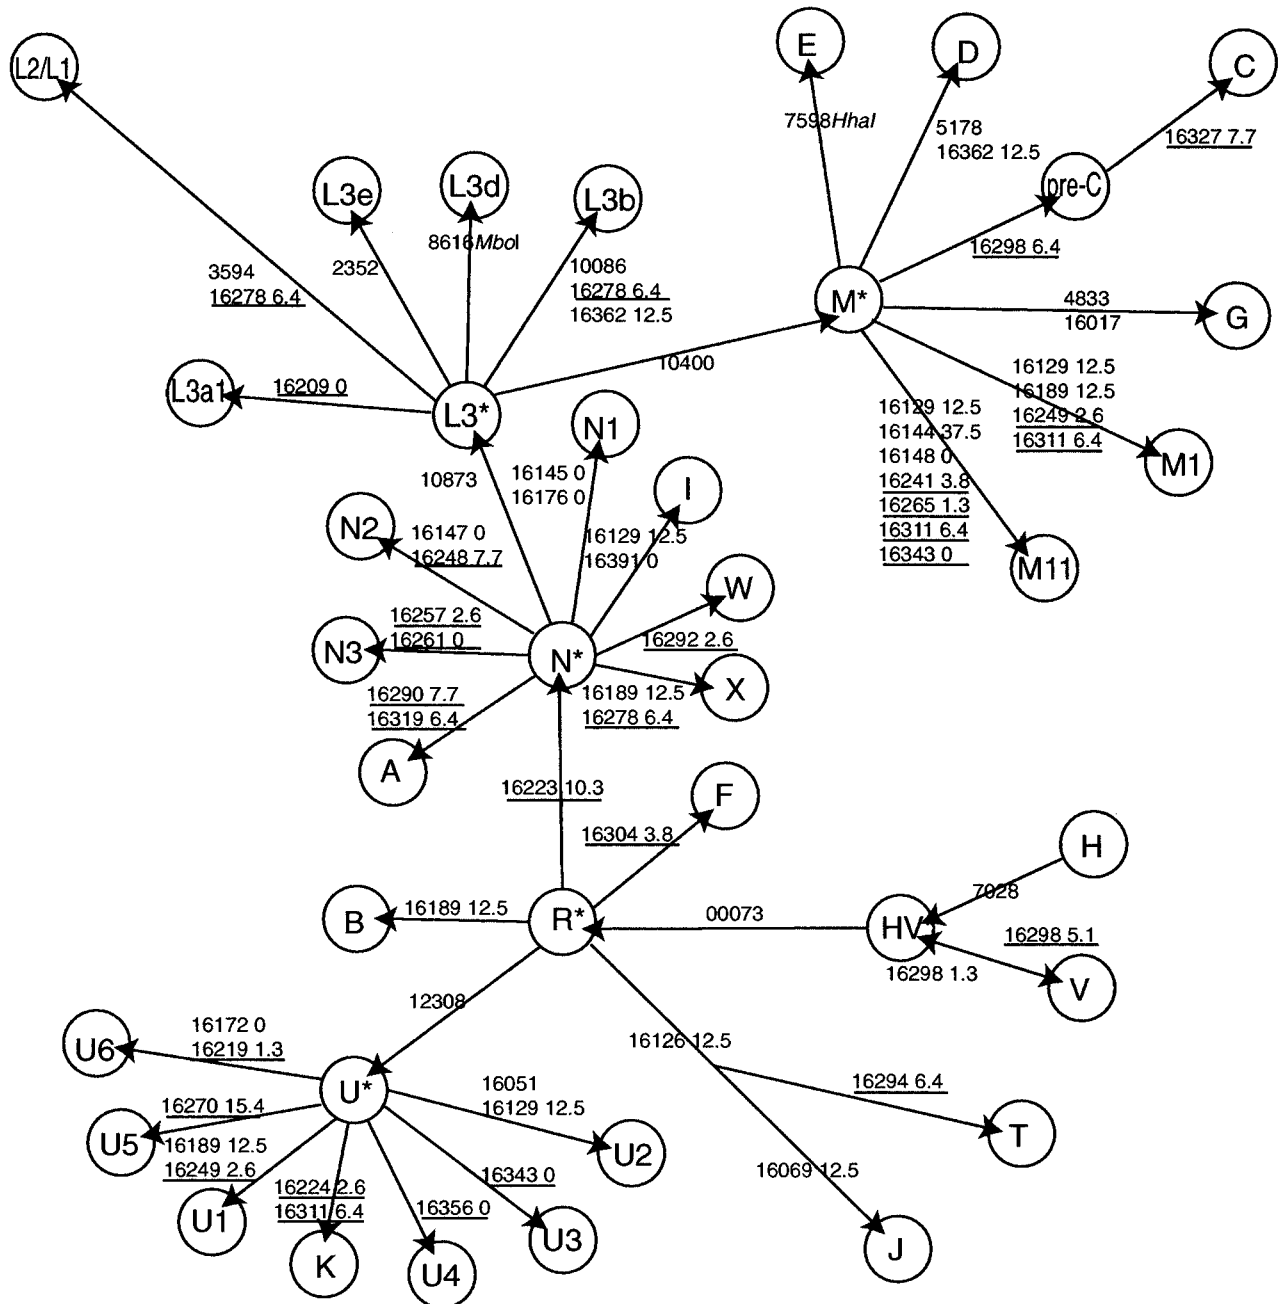 E
D
C
L2/L1
7598HhaI
5178
16362 12.5
16327 7.7
pre-C
L3e
L3d
L3b
8616MboI
16298 6.4
2352
3594
16278 6.4
10086
16278 6.4
16362 12.5
M*
4833
16017
G
10400
16129 12.5
16189 12.5
16249 2.6
16311 6.4
L3a1
16209 0
L3*
N1
16129 12.5
16144 37.5
16148 0
16241 3.8
16265 1.3
16311 6.4
16343 0
M1
M11
10873
16145 0
16176 0
I
N2
16147 0
16248 7.7
16129 12.5
16391 0
W
16257 2.6
16261 0
N3
N*
16292 2.6
16290 7.7
16319 6.4
16189 12.5
16278 6.4
X
A
16223 10.3
F
16304 3.8
H
7028
B
16189 12.5
R*
00073
HV
16298 5.1
16298 1.3
V
12308
16126 12.5
U6
16172 0
16219 1.3
U*
16051
16129 12.5
16294 6.4
T
U5
16270 15.4
16189 12.5
16249 2.6
U2
16224 2.6
16311 6.4
16356 0
16343 0
16069 12.5
U1
K
U4
U3
J